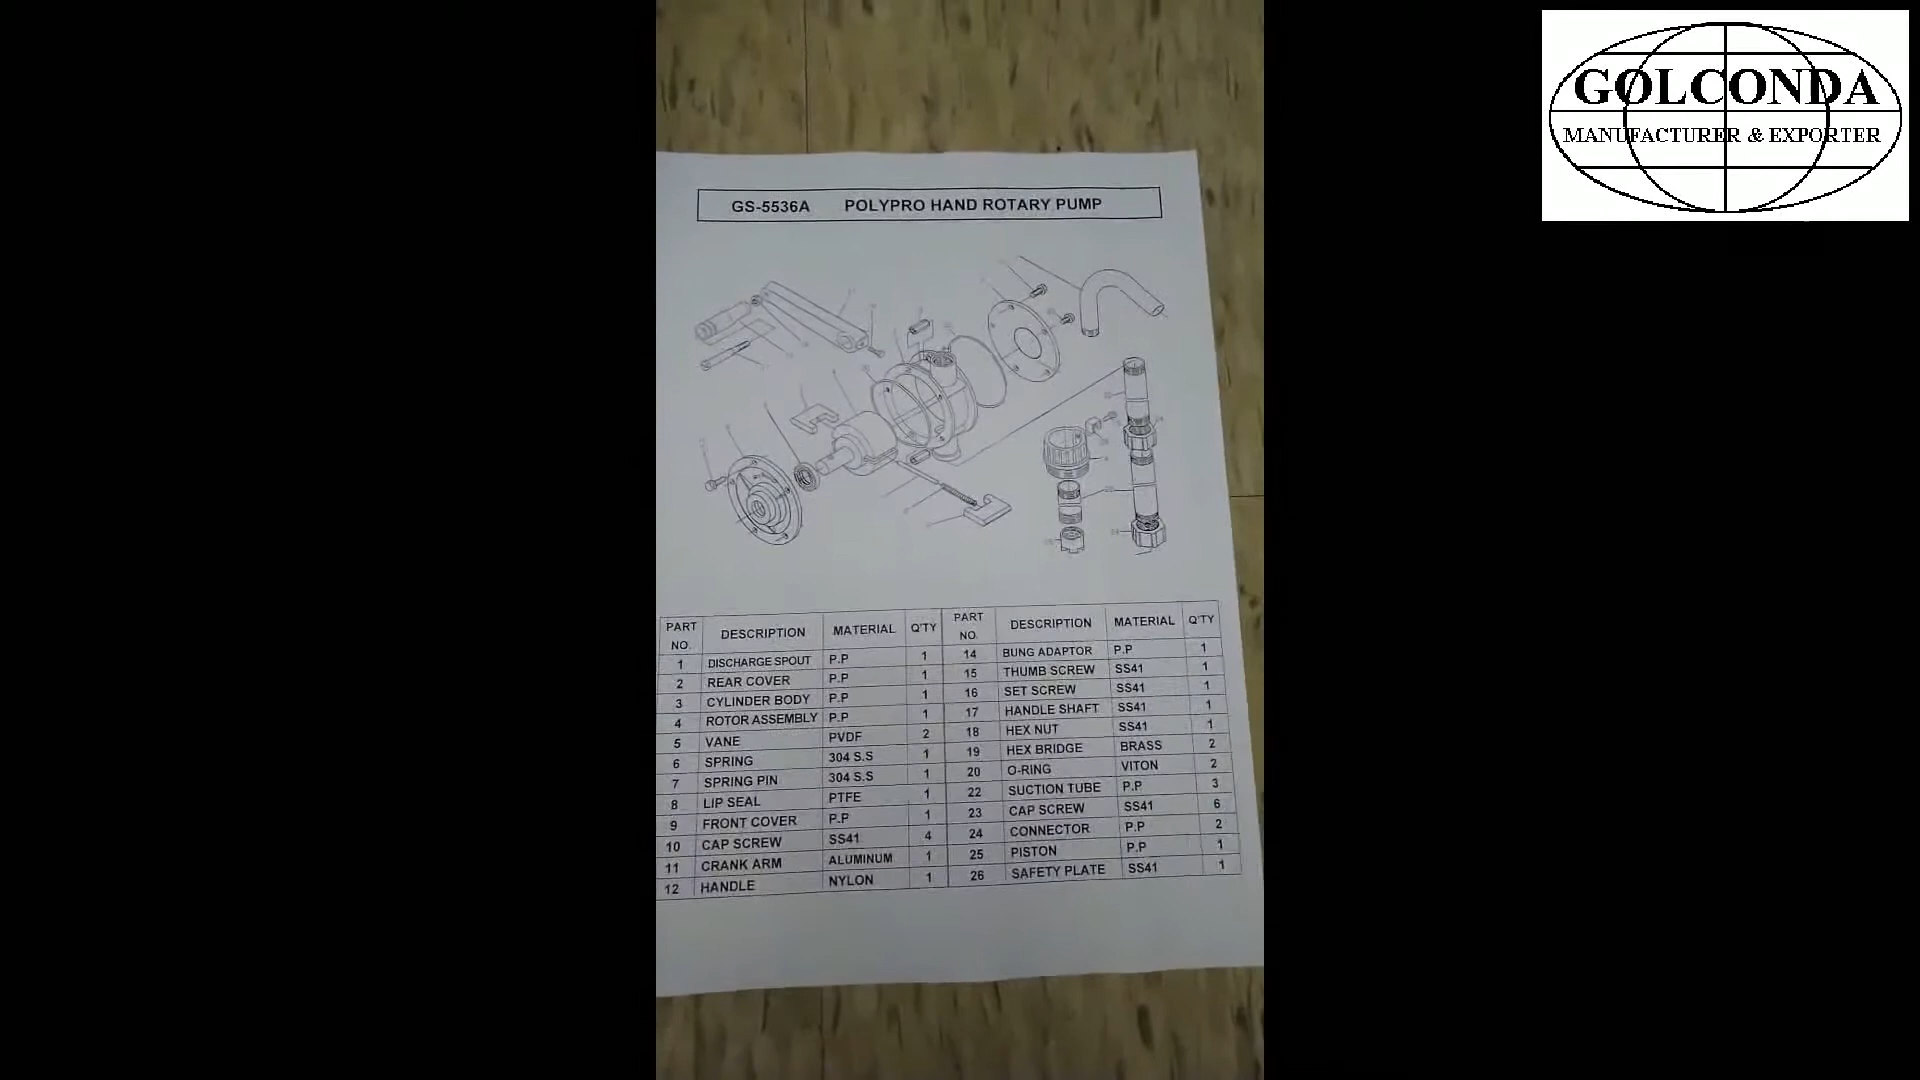 GOLCONDA
MANUFACTURER & EXPORTER
GS-5536A POLYPRO HAND ROTARY PUMP
PART NO. DESCRIPTION MATERIAL Q'TY PART NO. DESCRIPTION MATERIAL Q'TY
1 DISCHARGE SPOUT P.P 1 14 BUNG ADAPTOR P.P 1
2 REAR COVER P.P 1 15 THUMB SCREW SS41 1
3 CYLINDER BODY P.P 1 16 SET SCREW SS41 1
4 ROTOR ASSEMBLY P.P 1 17 HANDLE SHAFT SS41 1
5 VANE PVDF 2 18 HEX NUT SS41 1
6 SPRING 304 S.S 1 19 HEX BRIDGE BRASS 2
7 SPRING PIN 304 S.S 1 20 O-RING VITON 2
8 LIP SEAL PTFE 1 22 SUCTION TUBE P.P 3
9 FRONT COVER P.P 1 23 CAP SCREW SS41 6
10 CAP SCREW SS41 4 24 CONNECTOR P.P 2
11 CRANK ARM ALUMINUM 1 25 PISTON P.P 1
12 HANDLE NYLON 1 26 SAFETY PLATE SS41 1